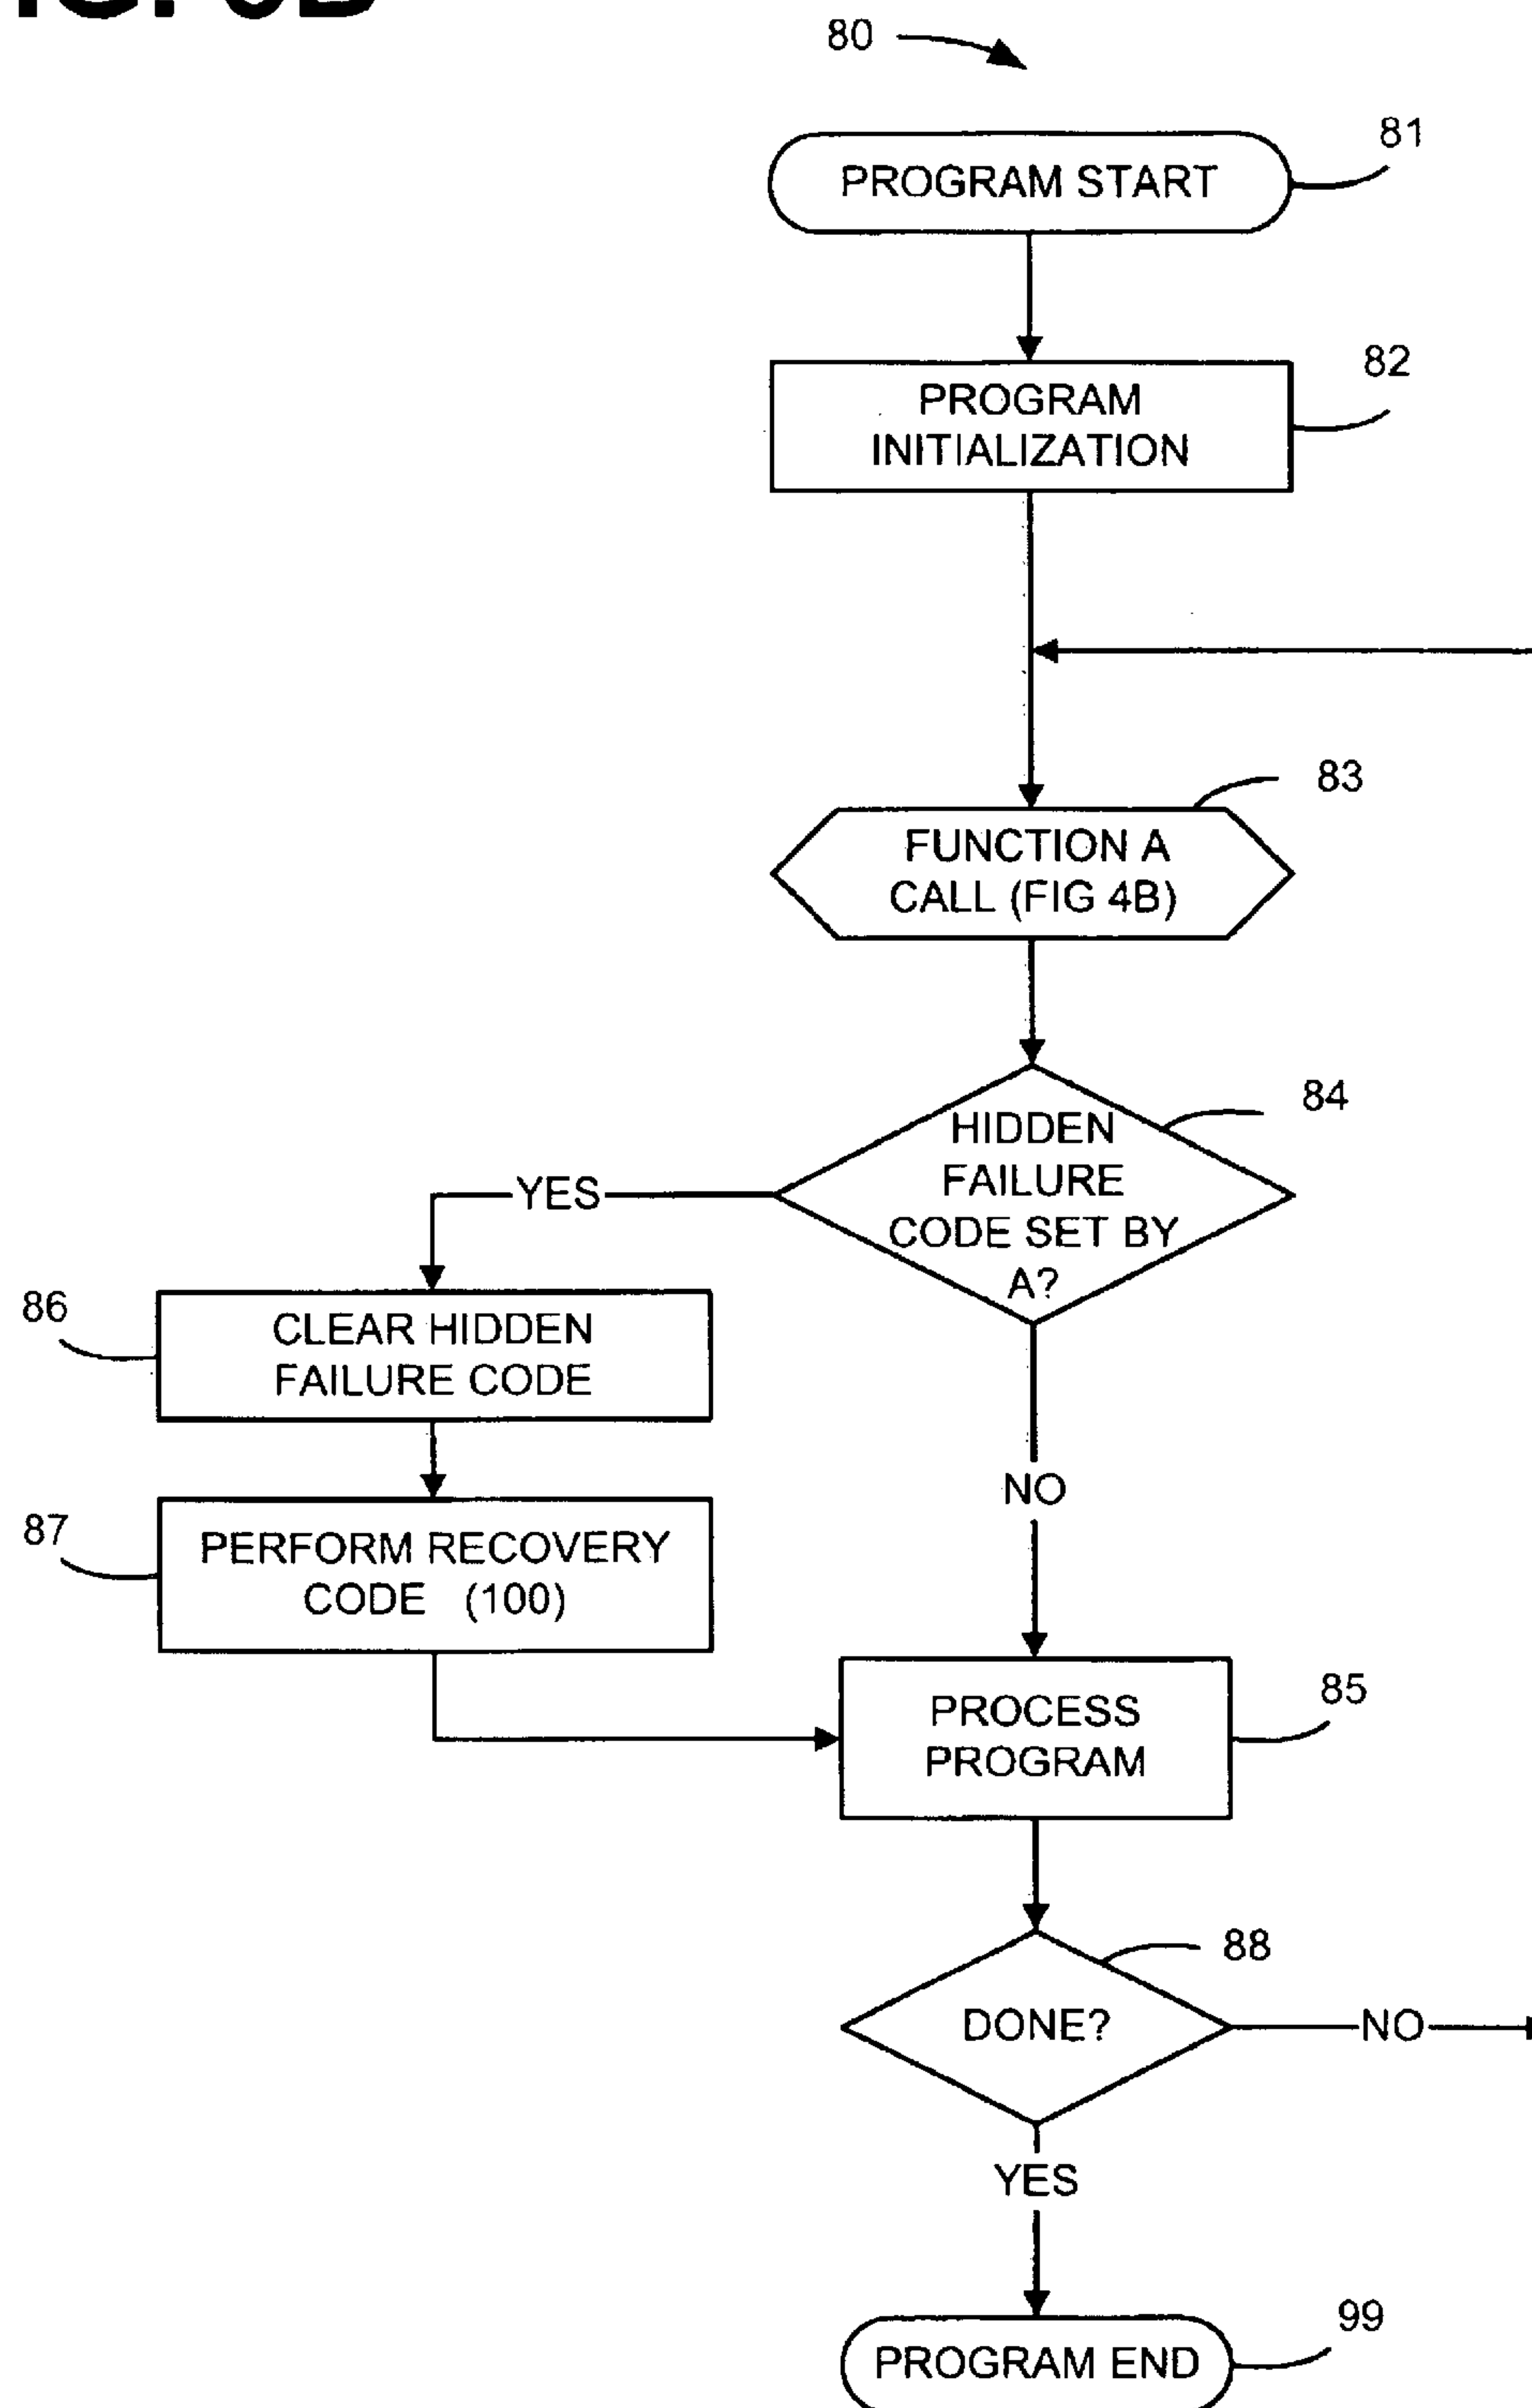 80
81
PROGRAM START
82
PROGRAM
INITIALIZATION
83
FUNCTION A
CALL (FIG 4B)
84
HIDDEN
FAILURE
CODE SET BY
A?
YES
86
CLEAR HIDDEN
FAILURE CODE
NO
87
PERFORM RECOVERY
CODE (100)
85
PROCESS
PROGRAM
88
DONE?
NO
YES
99
PROGRAM END